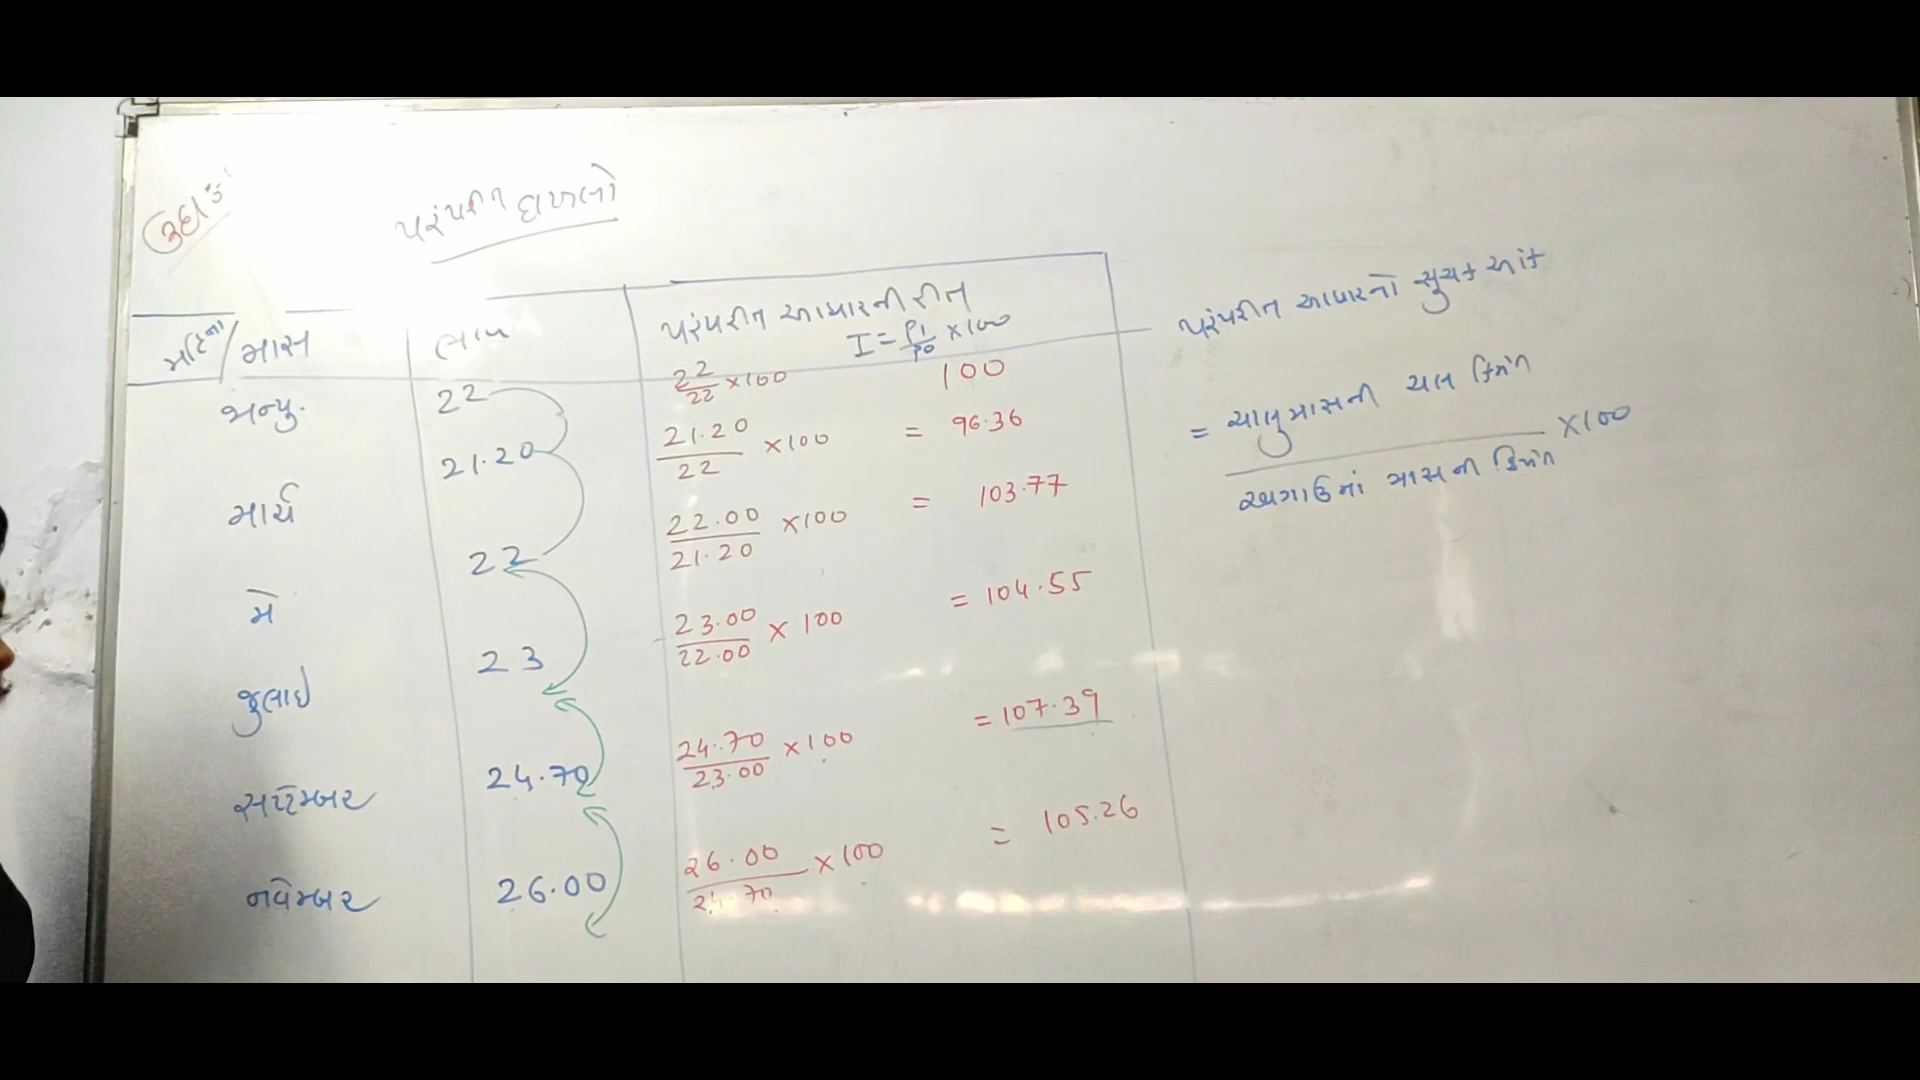 ઉદા 3
પરંપરીત દાખલો
મહિના/માસ ભાવ પરંપરીત આધારની રીત
I = P1/P0 ×100
જાન્યુ. 22 22/22 ×100 100
માર્ચ 21.20 21.20/22 ×100 = 96.36
મે 22 22.00/21.20 ×100 = 103.77
જુલાઇ 23 23.00/22.00 × 100 = 104.55
સપ્ટેમ્બર 24.70 24.70/23.00 ×100 = 107.39
નવેમ્બર 26.00 26.00/24.70 ×100 = 105.26
પરંપરીત આધારનો સુચક આંક
= ચાલુમાસની ચલ કિંમત
અગાઉનાં માસ ની કિંમત ×100